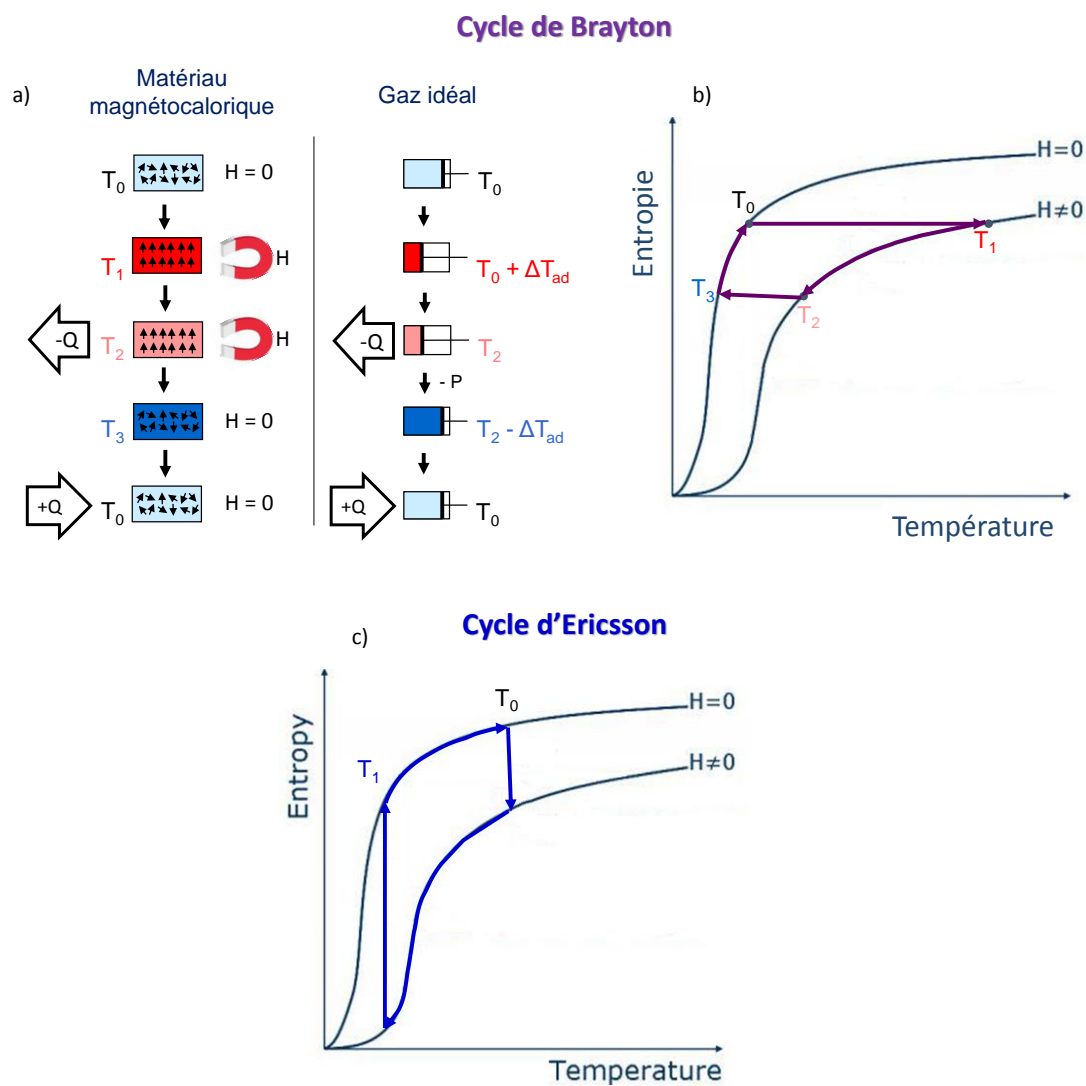 Cycle de Brayton
a)
Matériau
magnétocalorique
Gaz idéal
T0
H = 0
T0
T1
H
T0 + ΔTad
-Q
T2
H
-Q
T2
- P
T3
H = 0
T2 - ΔTad
+Q
T0
H = 0
+Q
T0
b)
Entropie
H=0
T0
H≠0
T1
T3
T2
Température
Cycle d'Ericsson
c)
Entropy
T0
H=0
T1
H≠0
Temperature